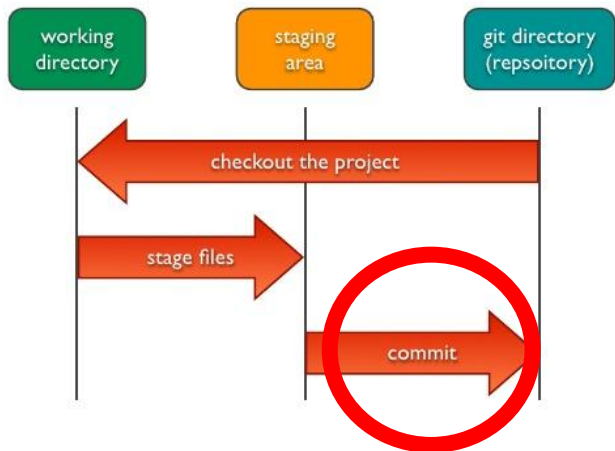 working
directory
staging
area
git directory
(repsoitory)
checkout the project
stage files
commit